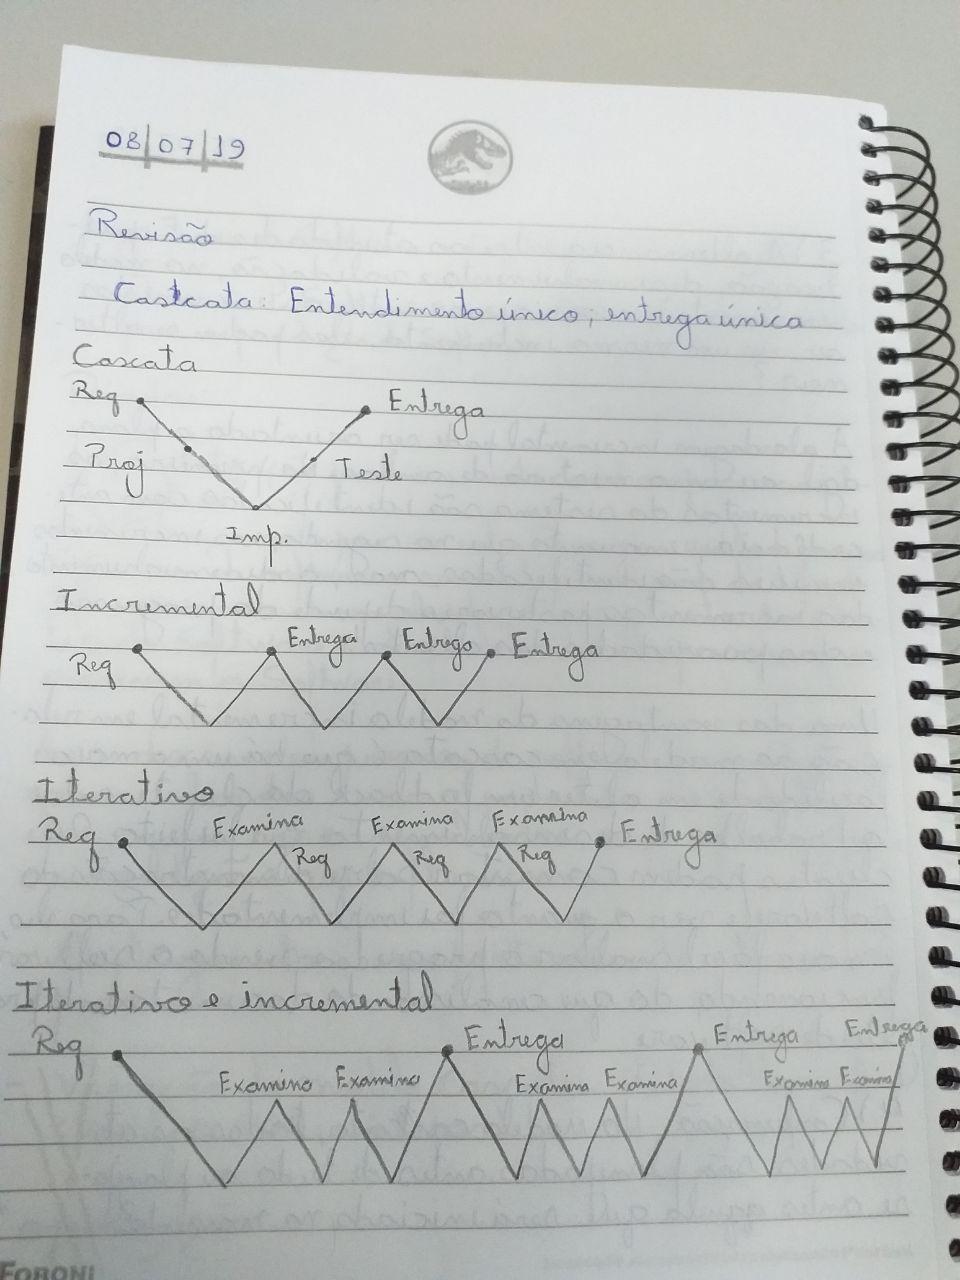 08/07/19
Revisão
Castcata: Entendimento único; entrega única
Cascata
Req
Entrega
Proj
Teste
Imp.
Incremental
Req
Entrega Entrega Entrega
Iterativo
Req
Examina Examina Examina
Entrega
Req Req Req
Iterativo e incremental
Req
Entrega Entrega Entrega
Examina Examina Examina Examina Examina Examina
FORONI